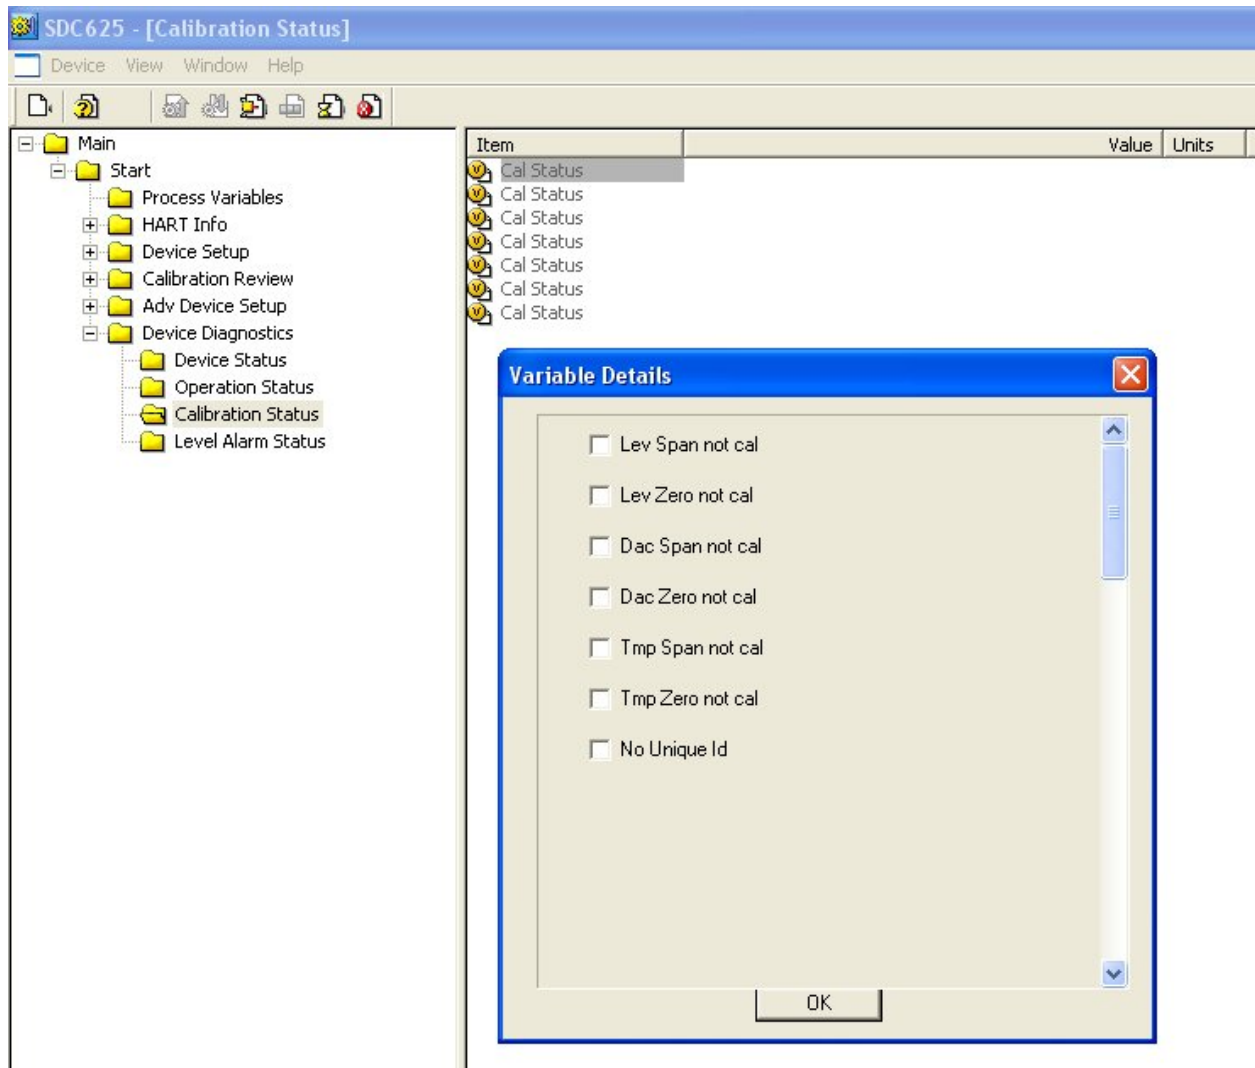 SDC625 - [Calibration Status]
Device View Window Help
Main
Start
Process Variables
HART Info
Device Setup
Calibration Review
Adv Device Setup
Device Diagnostics
Device Status
Operation Status
Calibration Status
Level Alarm Status
Item Value Units
Cal Status
Cal Status
Cal Status
Cal Status
Cal Status
Cal Status
Cal Status
Variable Details
Lev Span not cal
Lev Zero not cal
Dac Span not cal
Dac Zero not cal
Tmp Span not cal
Tmp Zero not cal
No Unique Id
OK